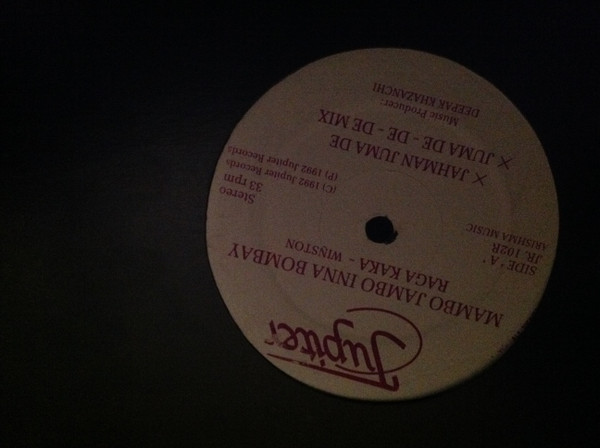 Jupiter
MAMBO JAMBO INNA BOMBAY
RAGA KAKA - WINSTON
SIDE 'A'
JR. 102R
ARISHMA MUSIC
Stereo
33 rpm
(C) 1992 Jupiter Records
(P) 1992 Jupiter Records
× JAHMAN JUMA DE
× JUMA DE - DE - DE MIX
Music Producer:
DEEPAK KHAZANCHI